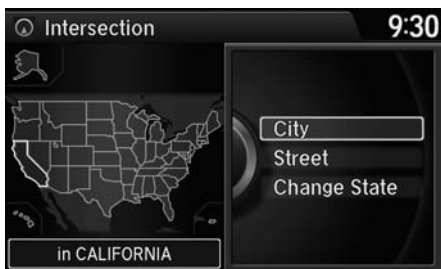 Intersection
9:30
City
Street
Change State
in CALIFORNIA